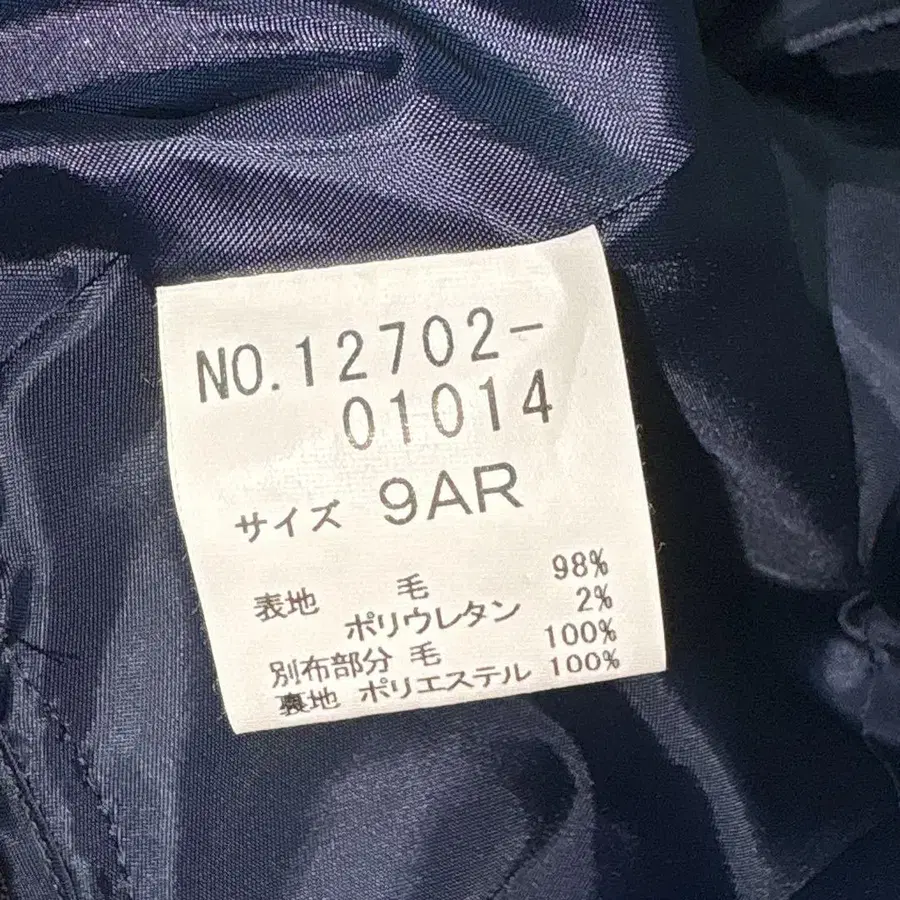 NO.12702-
01014
サイズ 9AR
表地 毛 98%
ポリウレタン 2%
別布部分 毛 100%
裏地 ポリエステル 100%